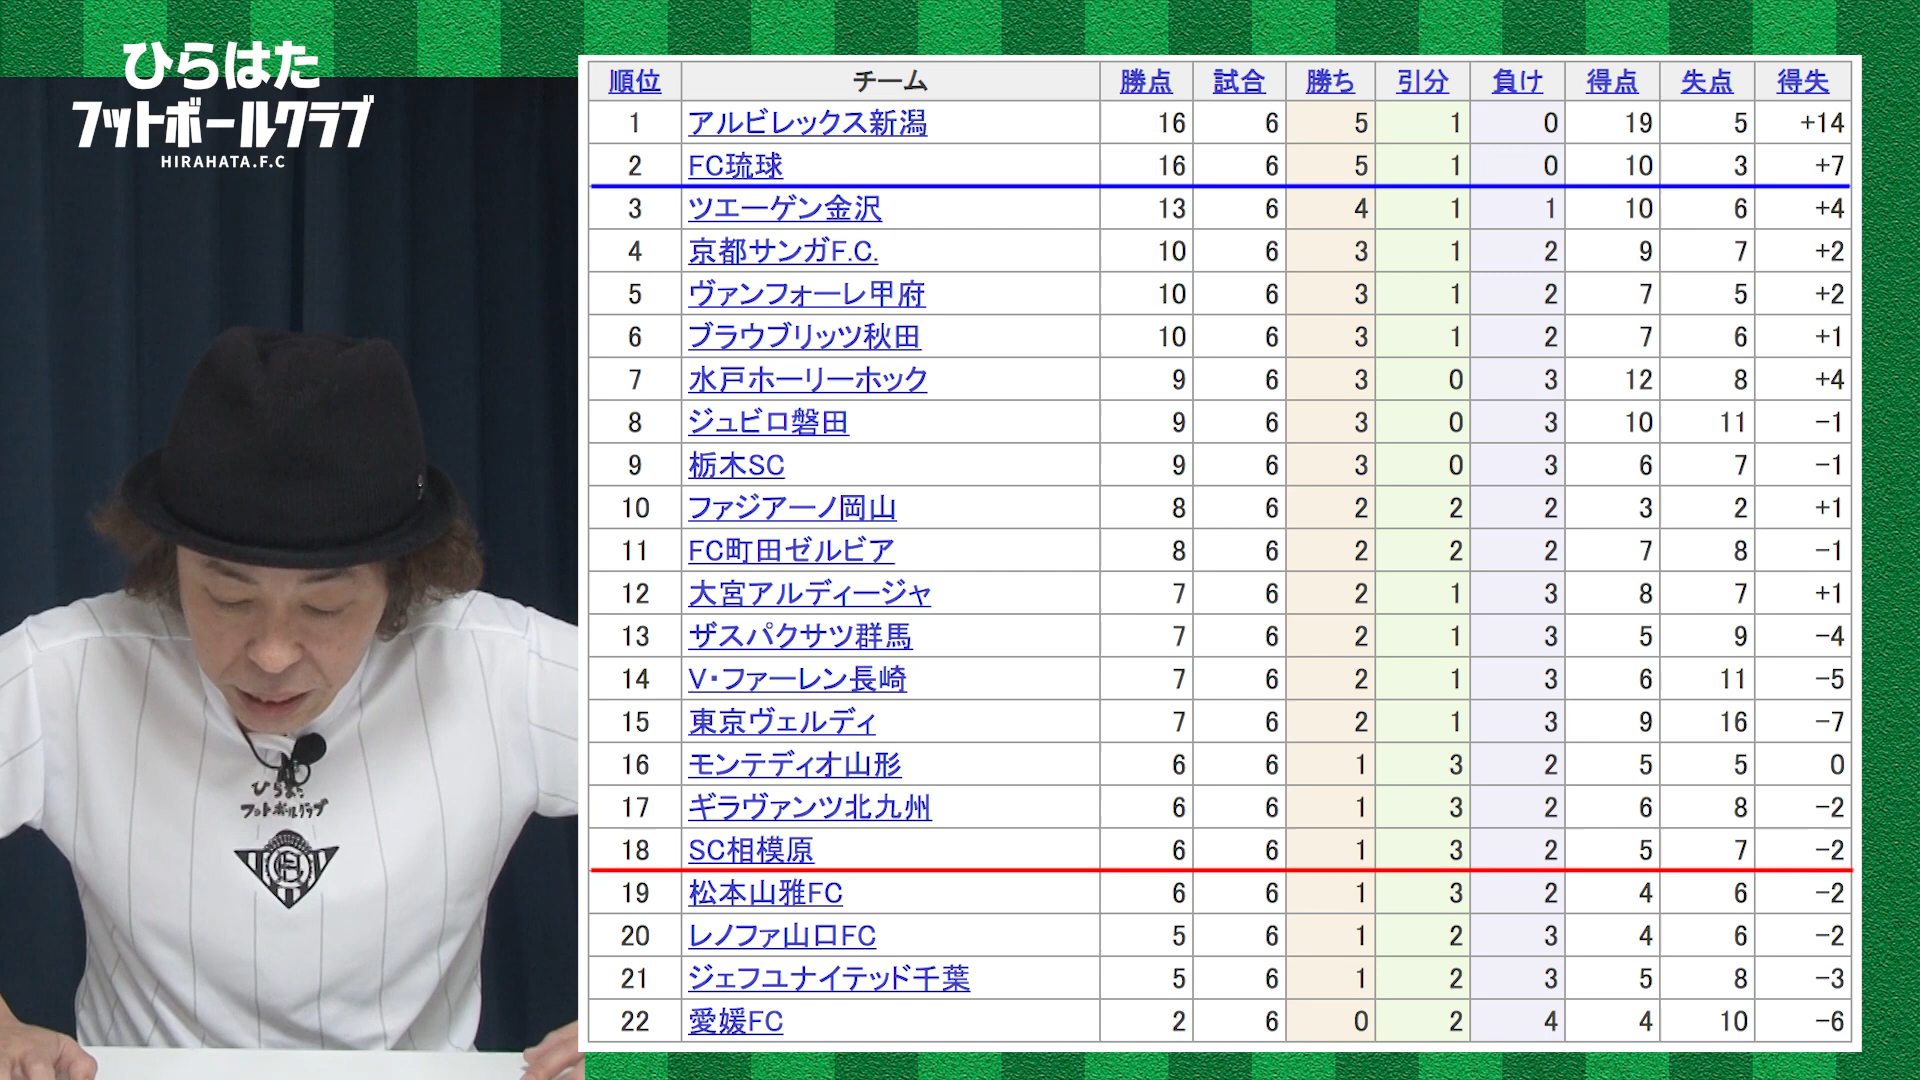 ひらはた
フットボールクラブ
HIRAHATA.F.C
ひらはた
フットボールクラブ
順位 チーム 勝点 試合 勝ち 引分 負け 得点 失点 得失
1 アルビレックス新潟 16 6 5 1 0 19 5 +14
2 FC琉球 16 6 5 1 0 10 3 +7
3 ツエーゲン金沢 13 6 4 1 1 10 6 +4
4 京都サンガF.C. 10 6 3 1 2 9 7 +2
5 ヴァンフォーレ甲府 10 6 3 1 2 7 5 +2
6 ブラウブリッツ秋田 10 6 3 1 2 7 6 +1
7 水戸ホーリーホック 9 6 3 0 3 12 8 +4
8 ジュビロ磐田 9 6 3 0 3 10 11 −1
9 栃木SC 9 6 3 0 3 6 7 −1
10 ファジアーノ岡山 8 6 2 2 2 3 2 +1
11 FC町田ゼルビア 8 6 2 2 2 7 8 −1
12 大宮アルディージャ 7 6 2 1 3 8 7 +1
13 ザスパクサツ群馬 7 6 2 1 3 5 9 −4
14 V・ファーレン長崎 7 6 2 1 3 6 11 −5
15 東京ヴェルディ 7 6 2 1 3 9 16 −7
16 モンテディオ山形 6 6 1 3 2 5 5 0
17 ギラヴァンツ北九州 6 6 1 3 2 6 8 −2
18 SC相模原 6 6 1 3 2 5 7 −2
19 松本山雅FC 6 6 1 3 2 4 6 −2
20 レノファ山口FC 5 6 1 2 3 4 6 −2
21 ジェフユナイテッド千葉 5 6 1 2 3 5 8 −3
22 愛媛FC 2 6 0 2 4 4 10 −6